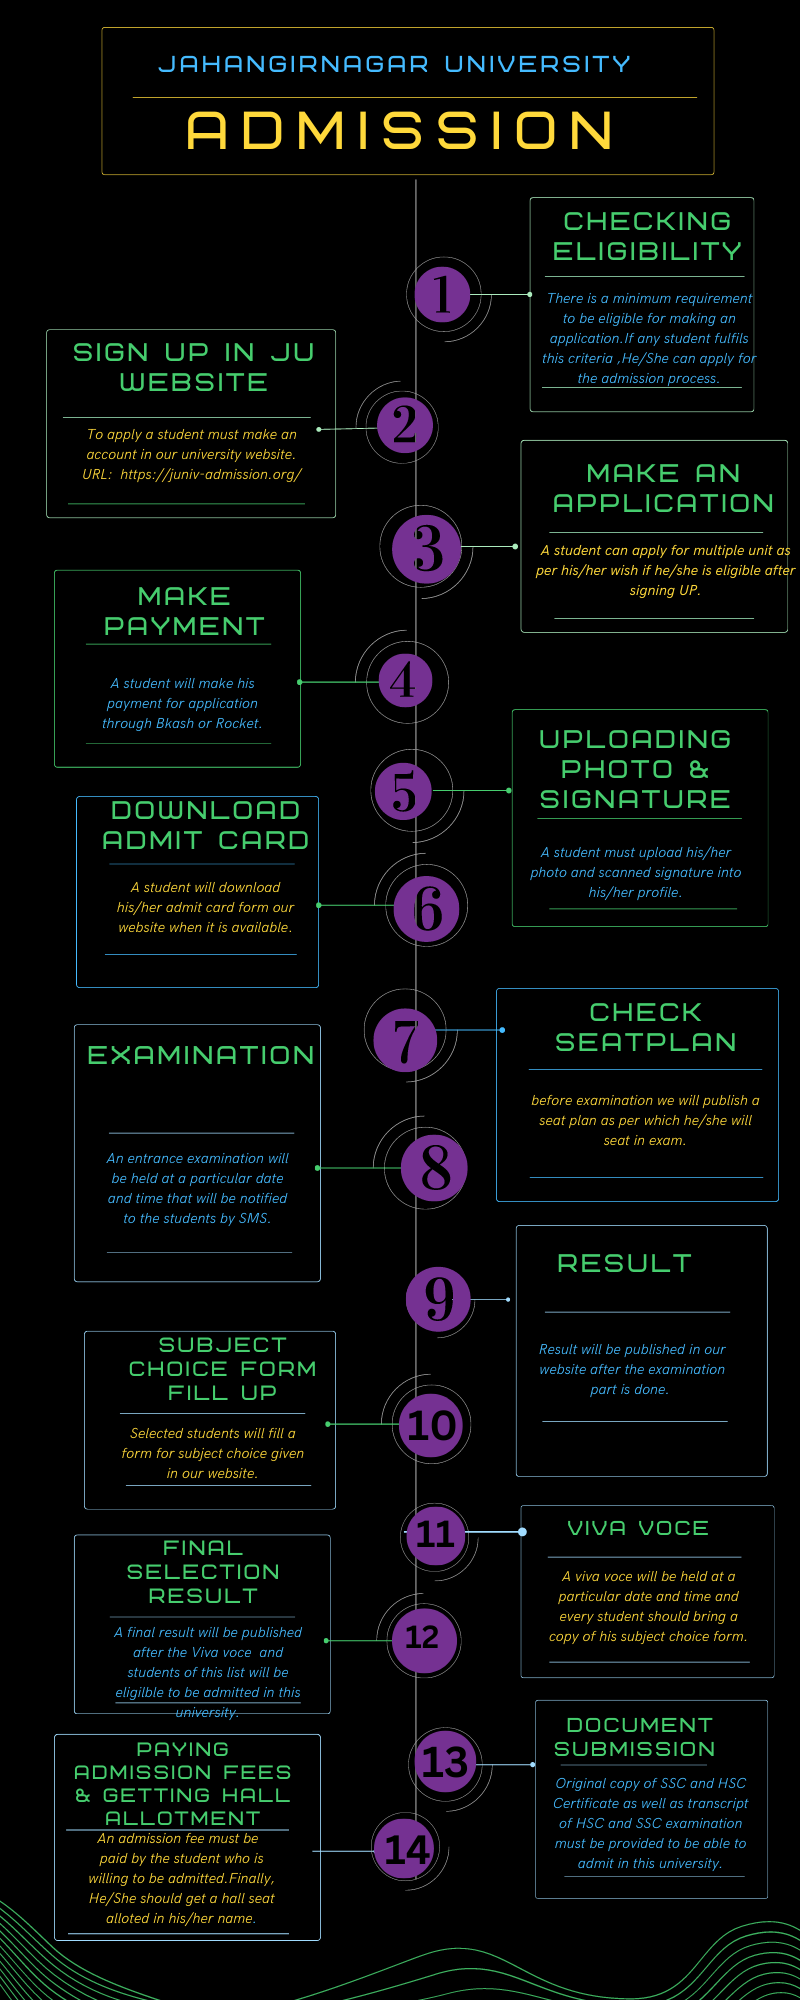 JAHANGIRNAGAR UNIVERSITY
ADMISSION
1
CHECKING
ELIGIBILITY
There is a minimum requirement
to be eligible for making an
application.If any student fulfils
this criteria ,He/She can apply for
the admission process.
2
SIGN UP IN JU
WEBSITE
To apply a student must make an
account in our university website.
URL:  https://juniv-admission.org/
3
MAKE AN
APPLICATION
A student can apply for multiple unit as
per his/her wish if he/she is eligible after
signing UP.
4
MAKE
PAYMENT
A student will make his
payment for application
through Bkash or Rocket.
5
UPLOADING
PHOTO &
SIGNATURE
A student must upload his/her
photo and scanned signature into
his/her profile.
6
DOWNLOAD
ADMIT CARD
A student will download
his/her admit card form our
website when it is available.
7
CHECK
SEATPLAN
before examination we will publish a
seat plan as per which he/she will
seat in exam.
8
EXAMINATION
An entrance examination will
be held at a particular date
and time that will be notified
to the students by SMS.
9
RESULT
Result will be published in our
website after the examination
part is done.
10
SUBJECT
CHOICE FORM
FILL UP
Selected students will fill a
form for subject choice given
in our website.
11
VIVA VOCE
A viva voce will be held at a
particular date and time and
every student should bring a
copy of his subject choice form.
12
FINAL
SELECTION
RESULT
A final result will be published
after the Viva voce  and
students of this list will be
eligilble to be admitted in this
university.
13
DOCUMENT
SUBMISSION
Original copy of SSC and HSC
Certificate as well as transcript
of HSC and SSC examination
must be provided to be able to
admit in this university.
14
PAYING
ADMISSION FEES
& GETTING HALL
ALLOTMENT
An admission fee must be
paid by the student who is
willing to be admitted.Finally,
He/She should get a hall seat
alloted in his/her name.